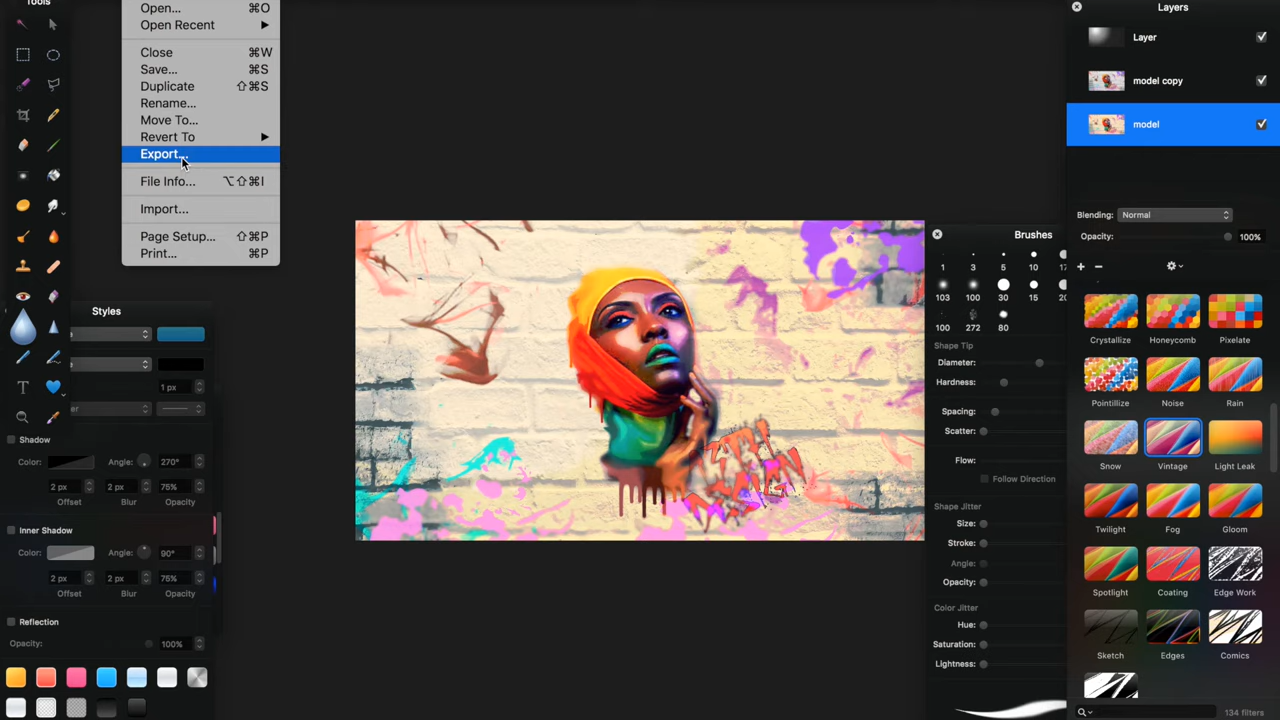 Tools
Open... ⌘O
Open Recent
Close ⌘W
Save... ⌘S
Duplicate ⇧⌘S
Rename...
Move To...
Revert To
Export...
File Info... ⌥⇧⌘I
Import...
Page Setup... ⇧⌘P
Print... ⌘P
Styles
1 px
Shadow
Color: Angle: 270°
2 px 2 px 75%
Offset Blur Opacity
Inner Shadow
Color: Angle: 90°
2 px 2 px 75%
Offset Blur Opacity
Reflection
Opacity: 100%
Brushes
1 3 5 10
103 100 30 15
100 272 80
Shape Tip
Diameter:
Hardness:
Spacing:
Scatter:
Flow:
Follow Direction
Shape Jitter
Size:
Stroke:
Angle:
Opacity:
Color Jitter
Hue:
Saturation:
Lightness:
Layers
Layer
model copy
model
Blending: Normal
Opacity: 100%
Crystallize Honeycomb Pixelate
Pointillize Noise Rain
Snow Vintage Light Leak
Twilight Fog Gloom
Spotlight Coating Edge Work
Sketch Edges Comics
134 filters